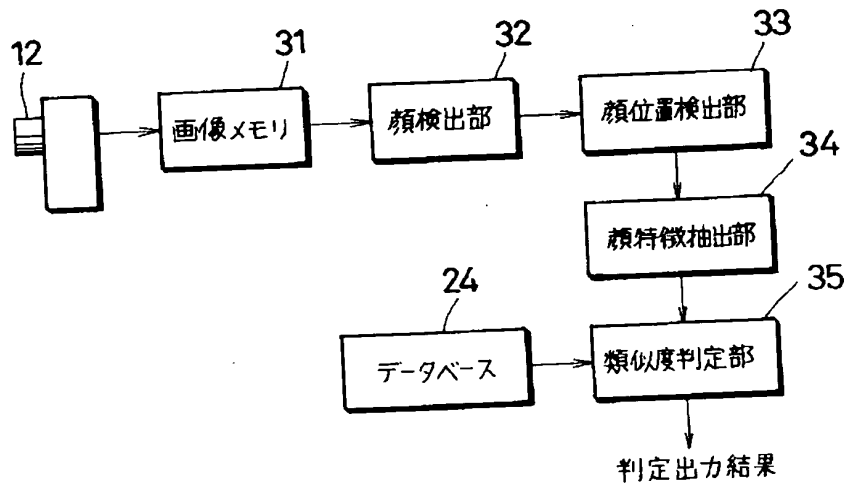 12
31
画像メモリ
32
顔検出部
33
顔位置検出部
34
顔特徴抽出部
24
データベース
35
類似度判定部
判定出力結果